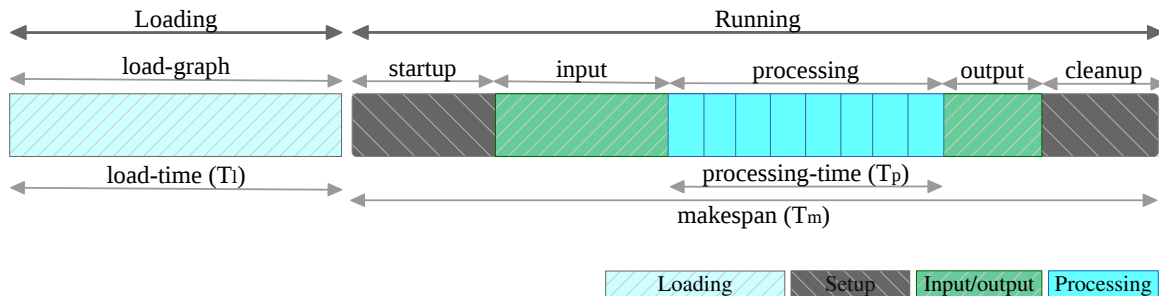 Loading Running
load-graph startup input processing output cleanup
load-time (Tl) processing-time (Tp)
makespan (Tm)
Loading Setup Input/output Processing